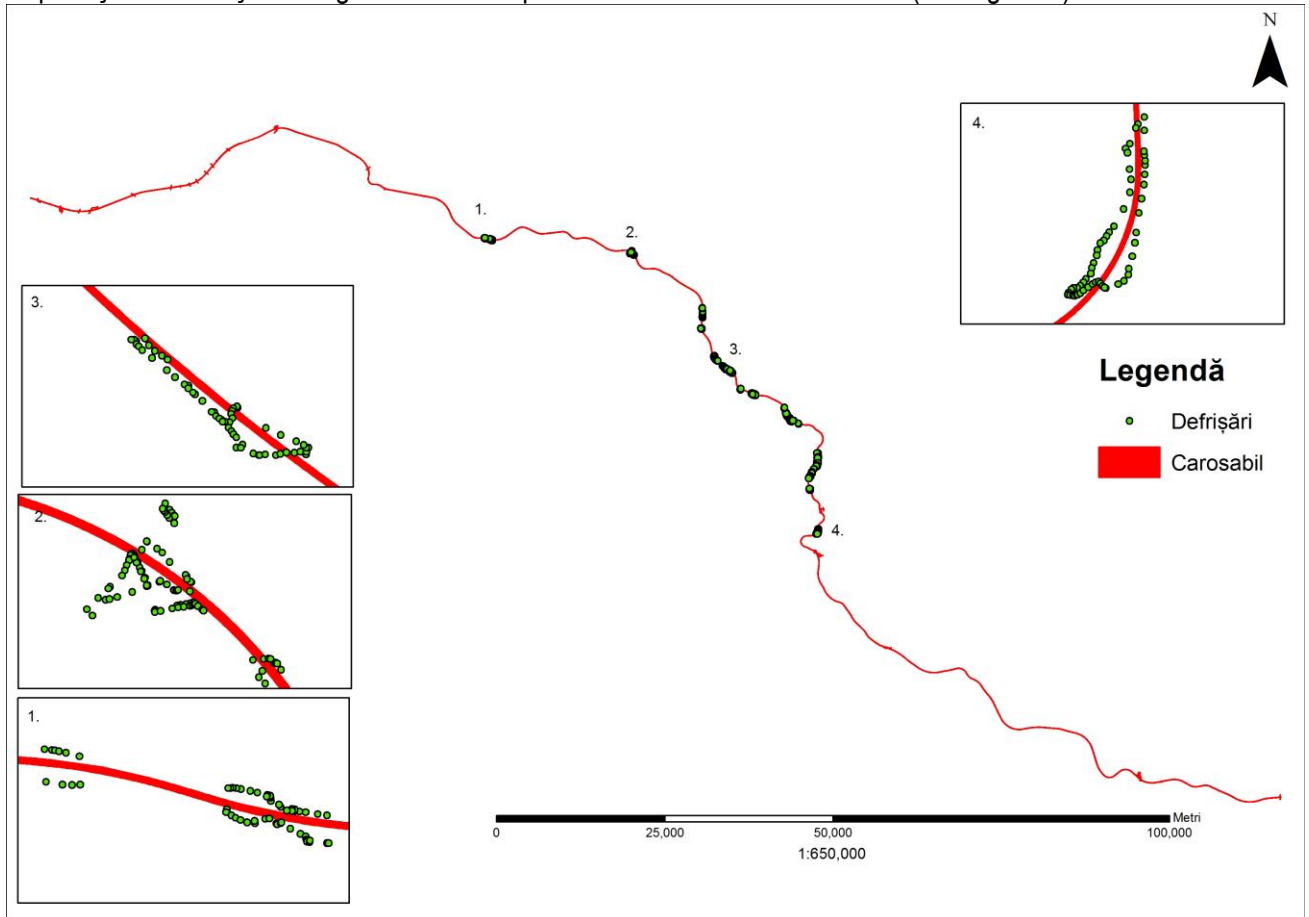 N
4.
1.
2.
3.
3.
4.
2.
1.
Legendă
Defrișări
Carosabil
Metri
0
25,000
50,000
100,000
1:650,000